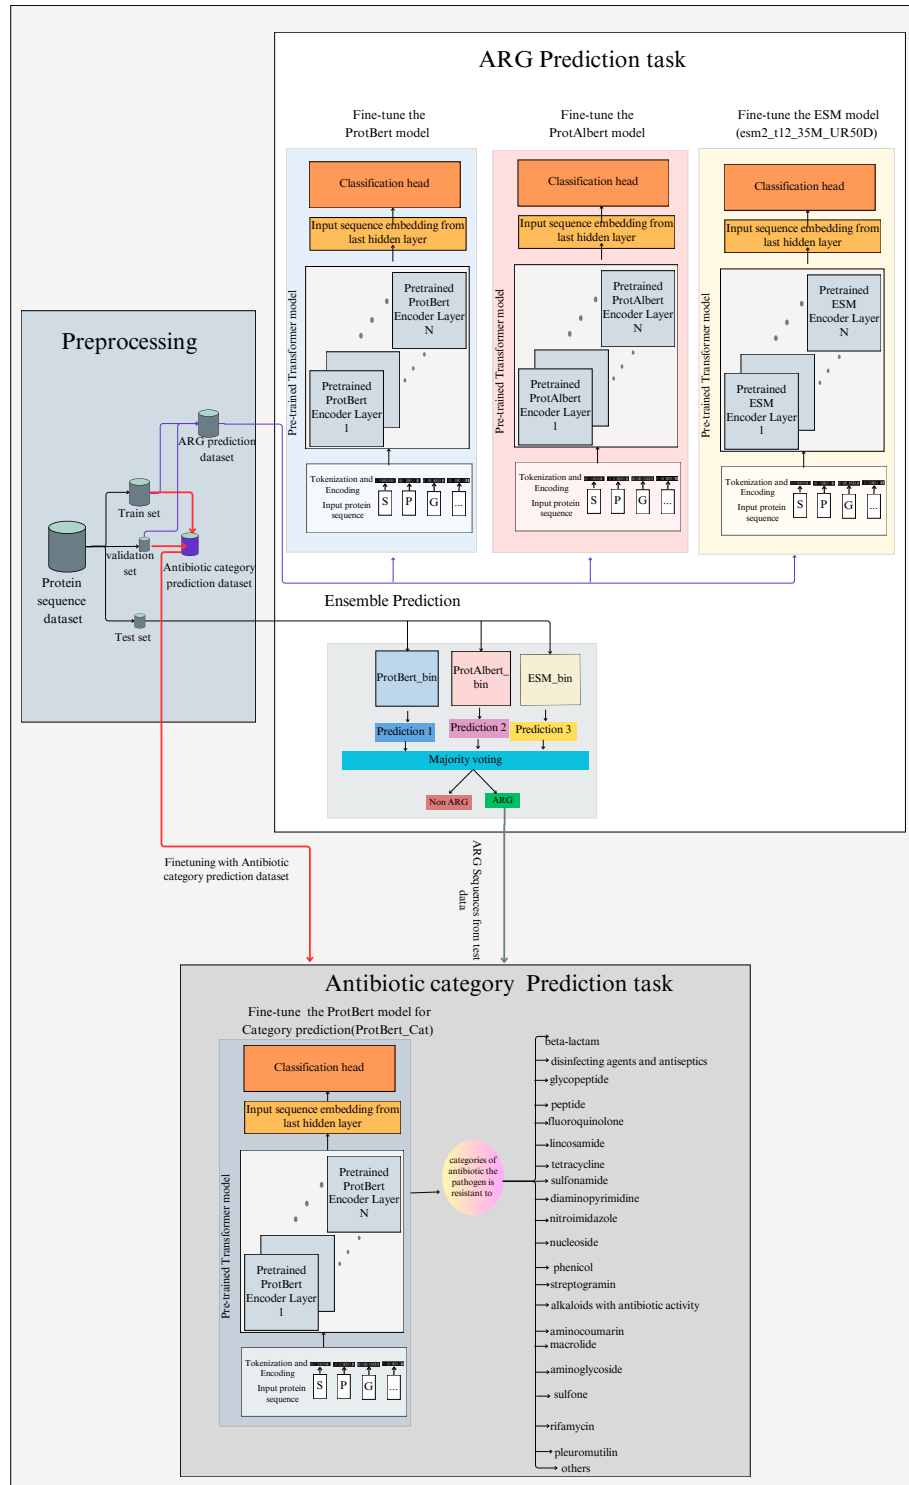 ARG Prediction task
Fine-tune the
ProtBert model
Classification head
Input sequence embedding from
last hidden layer
Pre-trained Transformer model
Pretrained
ProtBert
Encoder Layer
N
Pretrained
ProtBert
Encoder Layer
1
Tokenization and
Encoding
Input protein
sequence
S
P
G
...
Fine-tune the
ProtAlbert model
Classification head
Input sequence embedding from
last hidden layer
Pre-trained Transformer model
Pretrained
ProtAlbert
Encoder Layer
N
Pretrained
ProtAlbert
Encoder Layer
1
Tokenization and
Encoding
Input protein
sequence
S
P
G
...
Fine-tune the ESM model
(esm2_t12_35M_UR50D)
Classification head
Input sequence embedding from
last hidden layer
Pre-trained Transformer model
Pretrained
ESM
Encoder Layer
N
Pretrained
ESM
Encoder Layer
1
Tokenization and
Encoding
Input protein
sequence
S
P
G
...
Preprocessing
ARG prediction
dataset
Train set
validation
set
Antibiotic category
prediction dataset
Protein
sequence
dataset
Test set
Ensemble Prediction
ProtBert_bin
ProtAlbert_
bin
ESM_bin
Prediction 1
Prediction 2
Prediction 3
Majority voting
Non ARG
ARG
Finetuning with Antibiotic
category prediction dataset
ARG Sequences from test
data
Antibiotic category Prediction task
Fine-tune the ProtBert model for
Category prediction(ProtBert_Cat)
Classification head
Input sequence embedding from
last hidden layer
Pre-trained Transformer model
Pretrained
ProtBert
Encoder Layer
N
Pretrained
ProtBert
Encoder Layer
1
Tokenization and
Encoding
Input protein
sequence
S
P
G
...
categories of
antibiotic the
pathogen is
resistant to
beta-lactam
disinfecting agents and antiseptics
glycopeptide
peptide
fluoroquinolone
lincosamide
tetracycline
sulfonamide
diaminopyrimidine
nitroimidazole
nucleoside
phenicol
streptogramin
alkaloids with antibiotic activity
aminocoumarin
macrolide
aminoglycoside
sulfone
rifamycin
pleuromutilin
others